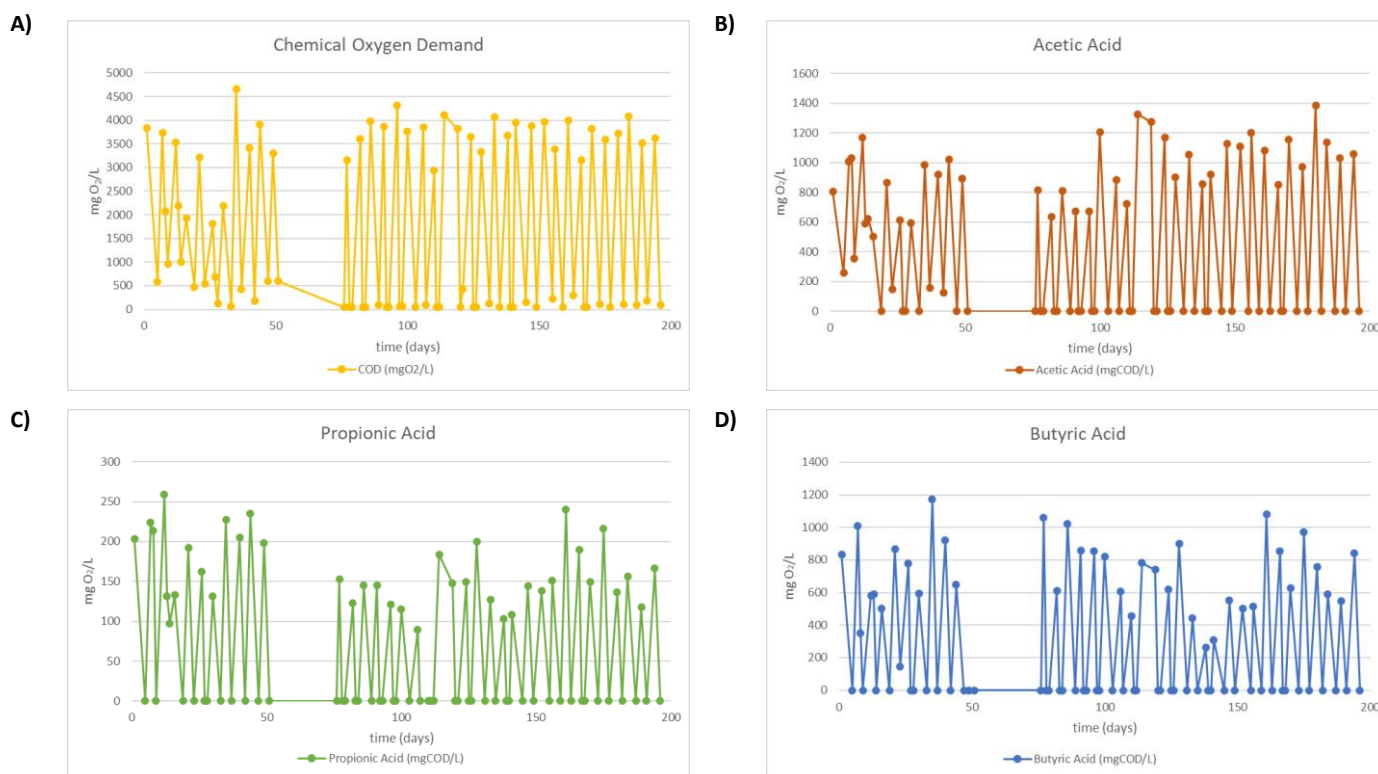 A)
Chemical Oxygen Demand
mg O₂/L
5000
4500
4000
3500
3000
2500
2000
1500
1000
500
0
0 50 100 150 200
time (days)
COD (mgO2/L)
B)
Acetic Acid
mg O₂/L
1600
1400
1200
1000
800
600
400
200
0
0 50 100 150 200
time (days)
Acetic Acid (mgCOD/L)
C)
Propionic Acid
mg O₂/L
300
250
200
150
100
50
0
0 50 100 150 200
time (days)
Propionic Acid (mgCOD/L)
D)
Butyric Acid
mg O₂/L
1400
1200
1000
800
600
400
200
0
0 50 100 150 200
time (days)
Butyric Acid (mgCOD/L)